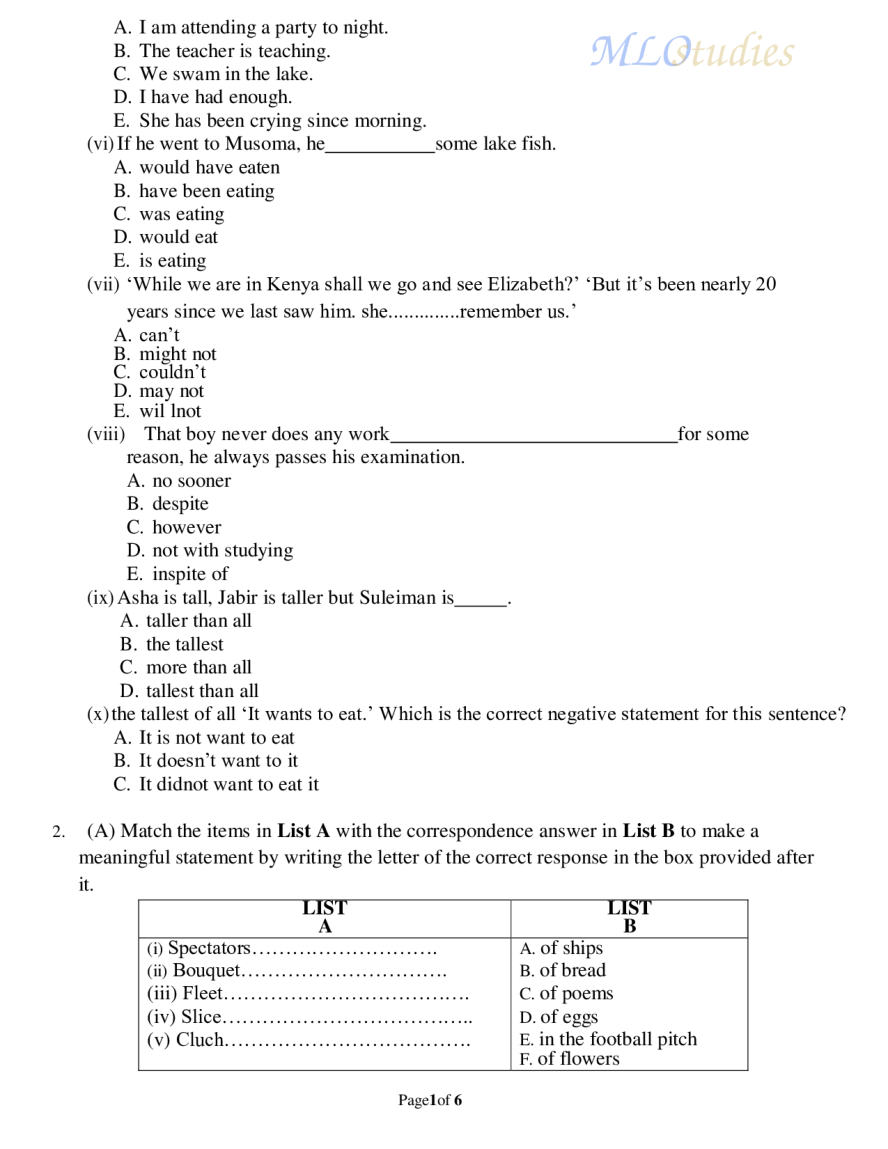 A. I am attending a party to night.
MLOstudies
B. The teacher is teaching.
C. We swam in the lake.
D. I have had enough.
E. She has been crying since morning.
(vi) If he went to Musoma, he___________some lake fish.
A. would have eaten
B. have been eating
C. was eating
D. would eat
E. is eating
(vii) ‘While we are in Kenya shall we go and see Elizabeth?’ ‘But it’s been nearly 20
years since we last saw him. she..............remember us.’
A. can’t
B. might not
C. couldn’t
D. may not
E. wil lnot
(viii) That boy never does any work_____________________________for some
reason, he always passes his examination.
A. no sooner
B. despite
C. however
D. not with studying
E. inspite of
(ix) Asha is tall, Jabir is taller but Suleiman is_____.
A. taller than all
B. the tallest
C. more than all
D. tallest than all
(x) the tallest of all ‘It wants to eat.’ Which is the correct negative statement for this sentence?
A. It is not want to eat
B. It doesn’t want to it
C. It didnot want to eat it
2. (A) Match the items in List A with the correspondence answer in List B to make a
meaningful statement by writing the letter of the correct response in the box provided after
it.
LIST A
LIST B
(i) Spectators……………………….
A. of ships
(ii) Bouquet………………………….
B. of bread
(iii) Fleet……………………………….
C. of poems
(iv) Slice………………………………..
D. of eggs
(v) Cluch……………………………….
E. in the football pitch
F. of flowers
Page1of 6